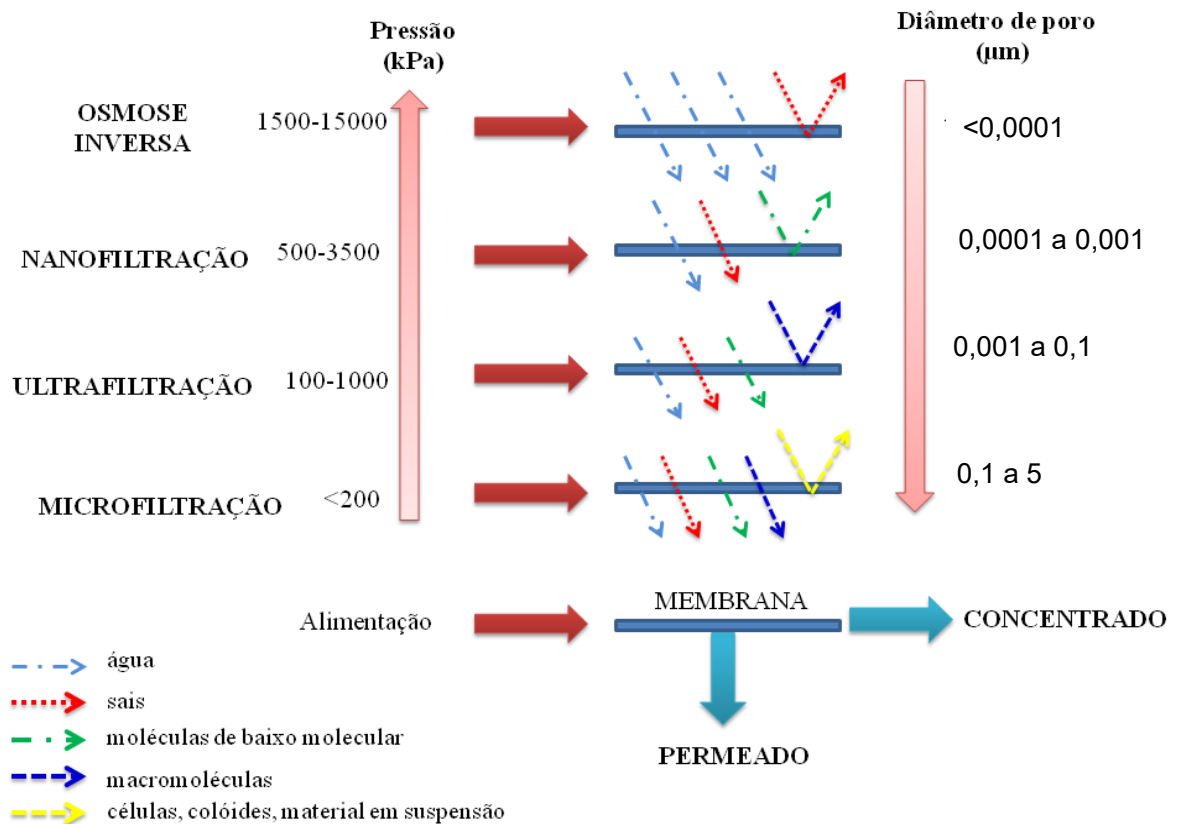 Pressão
(kPa)
Diâmetro de poro
(µm)
OSMOSE
INVERSA
1500-15000
<0,0001
NANOFILTRAÇÃO
500-3500
0,0001 a 0,001
ULTRAFILTRAÇÃO
100-1000
0,001 a 0,1
MICROFILTRAÇÃO
<200
0,1 a 5
Alimentação
MEMBRANA
CONCENTRADO
PERMEADO
água
sais
moléculas de baixo molecular
macromoléculas
células, colóides, material em suspensão